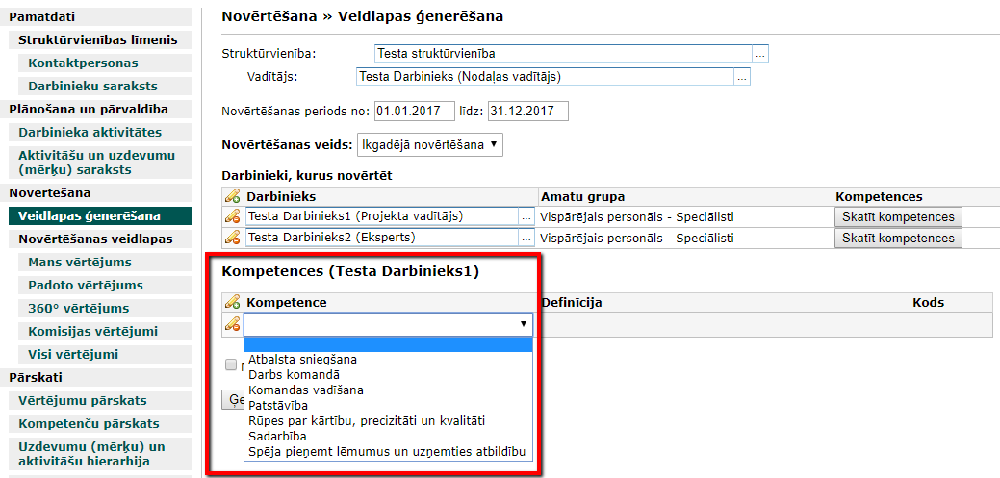 Pamatdati
Struktūrvienības līmenis
Kontaktpersonas
Darbinieku saraksts
Plānošana un pārvaldība
Darbinieka aktivitātes
Aktivitāšu un uzdevumu
(mērķu) saraksts
Novērtēšana
Veidlapas ģenerēšana
Novērtēšanas veidlapas
Mans vērtējums
Padoto vērtējums
360° vērtējums
Komisijas vērtējumi
Visi vērtējumi
Pārskati
Vērtējumu pārskats
Kompetenču pārskats
Uzdevumu (mērķu) un
aktivitāšu hierarhija
Novērtēšana » Veidlapas ģenerēšana
Struktūrvienība: Testa struktūrvienība ...
Vadītājs: Testa Darbinieks (Nodaļas vadītājs) ...
Novērtēšanas periods no: 01.01.2017 līdz: 31.12.2017
Novērtēšanas veids: Ikgadējā novērtēšana
Darbinieki, kurus novērtēt
Darbinieks Amatu grupa Kompetences
Testa Darbinieks1 (Projekta vadītājs) ... Vispārējais personāls - Speciālisti Skatīt kompetences
Testa Darbinieks2 (Eksperts) ... Vispārējais personāls - Speciālisti Skatīt kompetences
Kompetences (Testa Darbinieks1)
Kompetence Definīcija Kods
Atbalsta sniegšana
Darbs komandā
Komandas vadīšana
Patstāvība
Rūpes par kārtību, precizitāti un kvalitāti
Sadarbība
Spēja pieņemt lēmumus un uzņemties atbildību